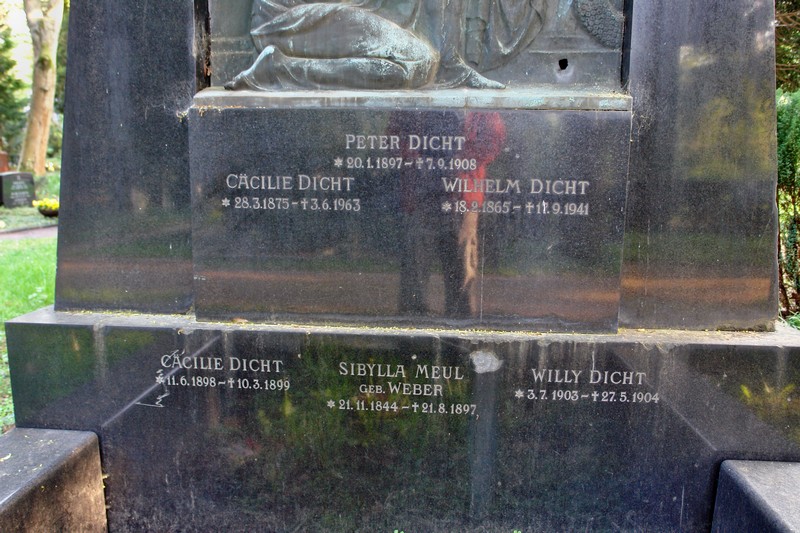 PETER DICHT
* 20.1.1897 – † 7.9.1908
CÄCILIE DICHT
* 28.3.1875 – † 3.6.1963
WILHELM DICHT
* 18.2.1865 – † 11.9.1941
CÄCILIE DICHT
* 11.6.1898 – † 10.3.1899
SIBYLLA MEUL
GEB. WEBER
* 21.11.1844 – † 21.8.1897
WILLY DICHT
* 3.7.1903 – † 27.5.1904